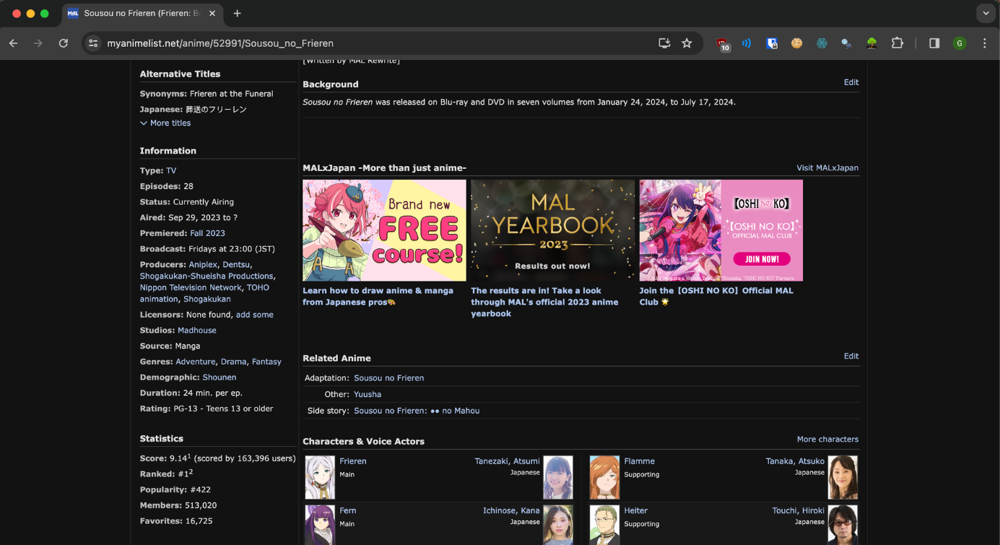 Sousou no Frieren (Frieren: Be
myanimelist.net/anime/52991/Sousou_no_Frieren
10
G
Alternative Titles
Synonyms: Frieren at the Funeral
Japanese: 葬送のフリーレン
More titles
Information
Type: TV
Episodes: 28
Status: Currently Airing
Aired: Sep 29, 2023 to ?
Premiered: Fall 2023
Broadcast: Fridays at 23:00 (JST)
Producers: Aniplex, Dentsu,
Shogakukan-Shueisha Productions,
Nippon Television Network, TOHO
animation, Shogakukan
Licensors: None found, add some
Studios: Madhouse
Source: Manga
Genres: Adventure, Drama, Fantasy
Demographic: Shounen
Duration: 24 min. per ep.
Rating: PG-13 - Teens 13 or older
Statistics
Score: 9.14¹ (scored by 163,396 users)
Ranked: #1²
Popularity: #422
Members: 513,020
Favorites: 16,725
[Written by MAL Rewrite]
Background
Edit
Sousou no Frieren was released on Blu-ray and DVD in seven volumes from January 24, 2024, to July 17, 2024.
MALxJapan -More than just anime-
Visit MALxJapan
Brand new
FREE
course!
Learn how to draw anime & manga
from Japanese pros🎨
MAL
YEARBOOK
2023
Results out now!
The results are in! Take a look
through MAL's official 2023 anime
yearbook
【OSHI NO KO】
【OSHI NO KO】
OFFICIAL MAL CLUB
JOIN NOW!
Join the【OSHI NO KO】Official MAL
Club 🌟
Related Anime
Edit
Adaptation: Sousou no Frieren
Other: Yuusha
Side story: Sousou no Frieren: ●● no Mahou
Characters & Voice Actors
More characters
Frieren
Main
Tanezaki, Atsumi
Japanese
Flamme
Supporting
Tanaka, Atsuko
Japanese
Fern
Main
Ichinose, Kana
Japanese
Heiter
Supporting
Touchi, Hiroki
Japanese